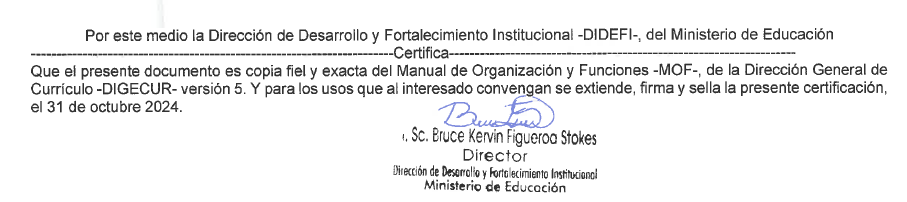 Por este medio la Dirección de Desarrollo y Fortalecimiento Institucional -DIDEFI-, del Ministerio de Educación
------------------------------------------------------------Certifica------------------------------------------------------------
Que el presente documento es copia fiel y exacta del Manual de Organización y Funciones -MOF-, de la Dirección General de
Currículo -DIGECUR- versión 5. Y para los usos que al interesado convengan se extiende, firma y sella la presente certificación,
el 31 de octubre 2024.
. Sc. Bruce Kervin Figueroa Stokes
Director
Dirección de Desarrollo y Fortalecimiento Institucional
Ministerio de Educación